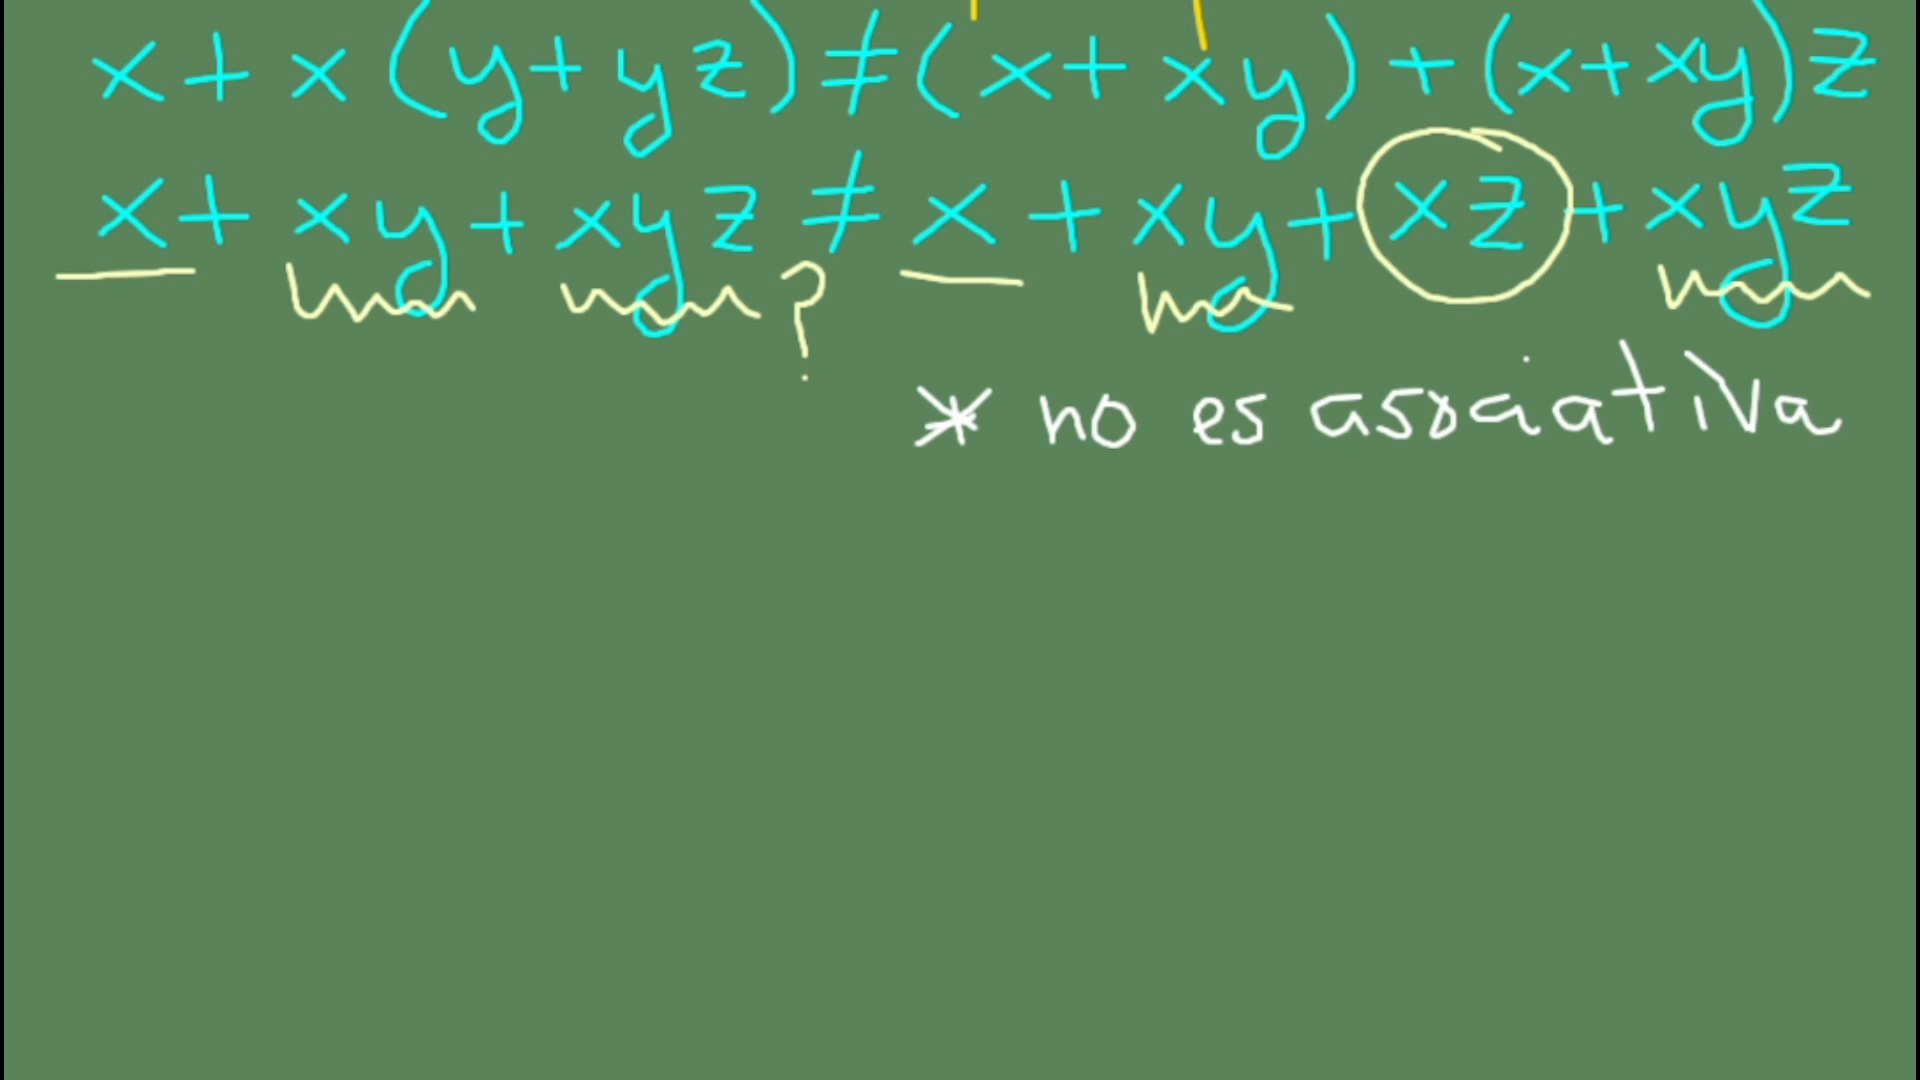 x + x (y + yz) ≠ (x + xy) + (x + xy) z
x + xy + xyz ≠ x + xy + xz + xyz
?
* no es asociativa